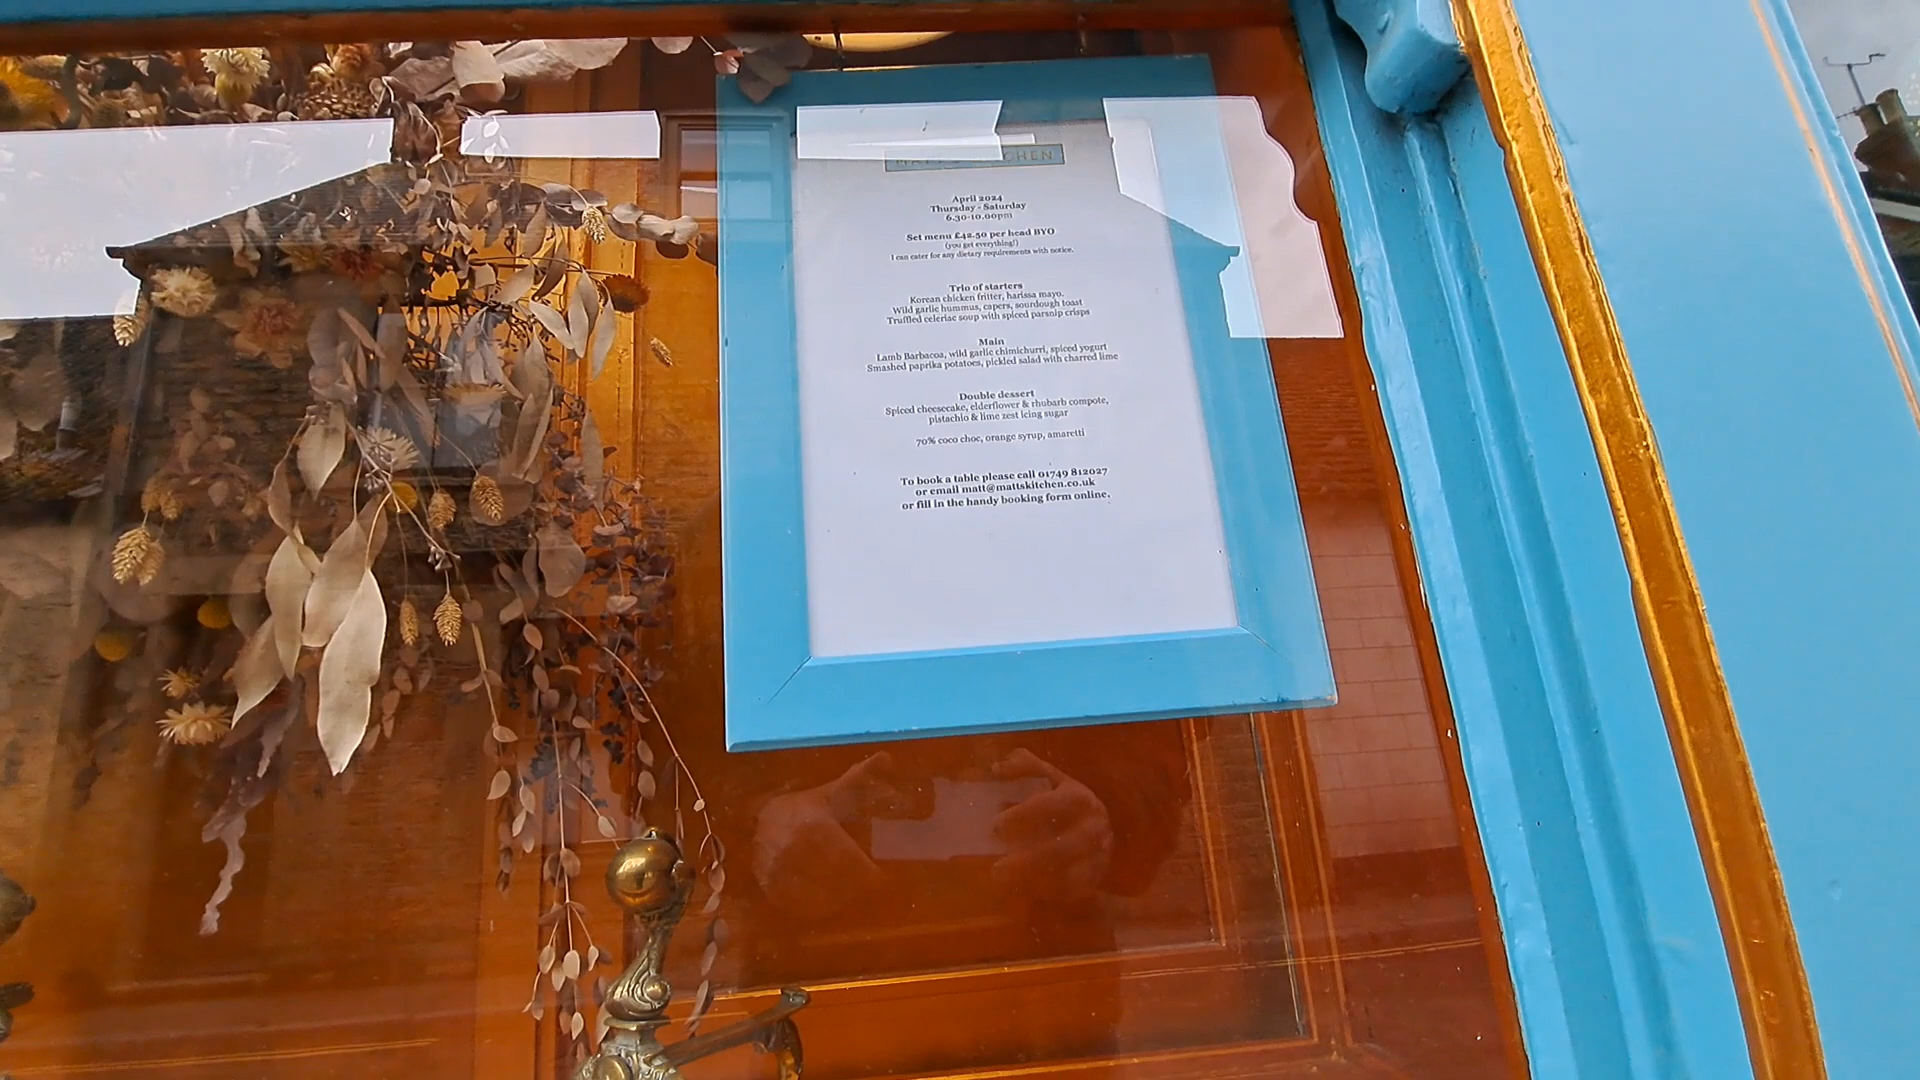 KITCHEN
April 2024
Thursday - Saturday
6.30-10.00pm
Set menu £42.50 per head BYO
(you get everything!)
I can cater for any dietary requirements with notice.
Trio of starters
Korean chicken fritter, harissa mayo.
Wild garlic hummus, capers, sourdough toast
Truffled celeriac soup with spiced parsnip crisps
Main
Lamb Barbacoa, wild garlic chimichurri, spiced yogurt
Smashed paprika potatoes, pickled salad with charred lime
Double dessert
Spiced cheesecake, elderflower & rhubarb compote,
pistachio & lime zest icing sugar
70% coco choc, orange syrup, amaretti
To book a table please call 01749 812027
or email matt@mattskitchen.co.uk
or fill in the handy booking form online.